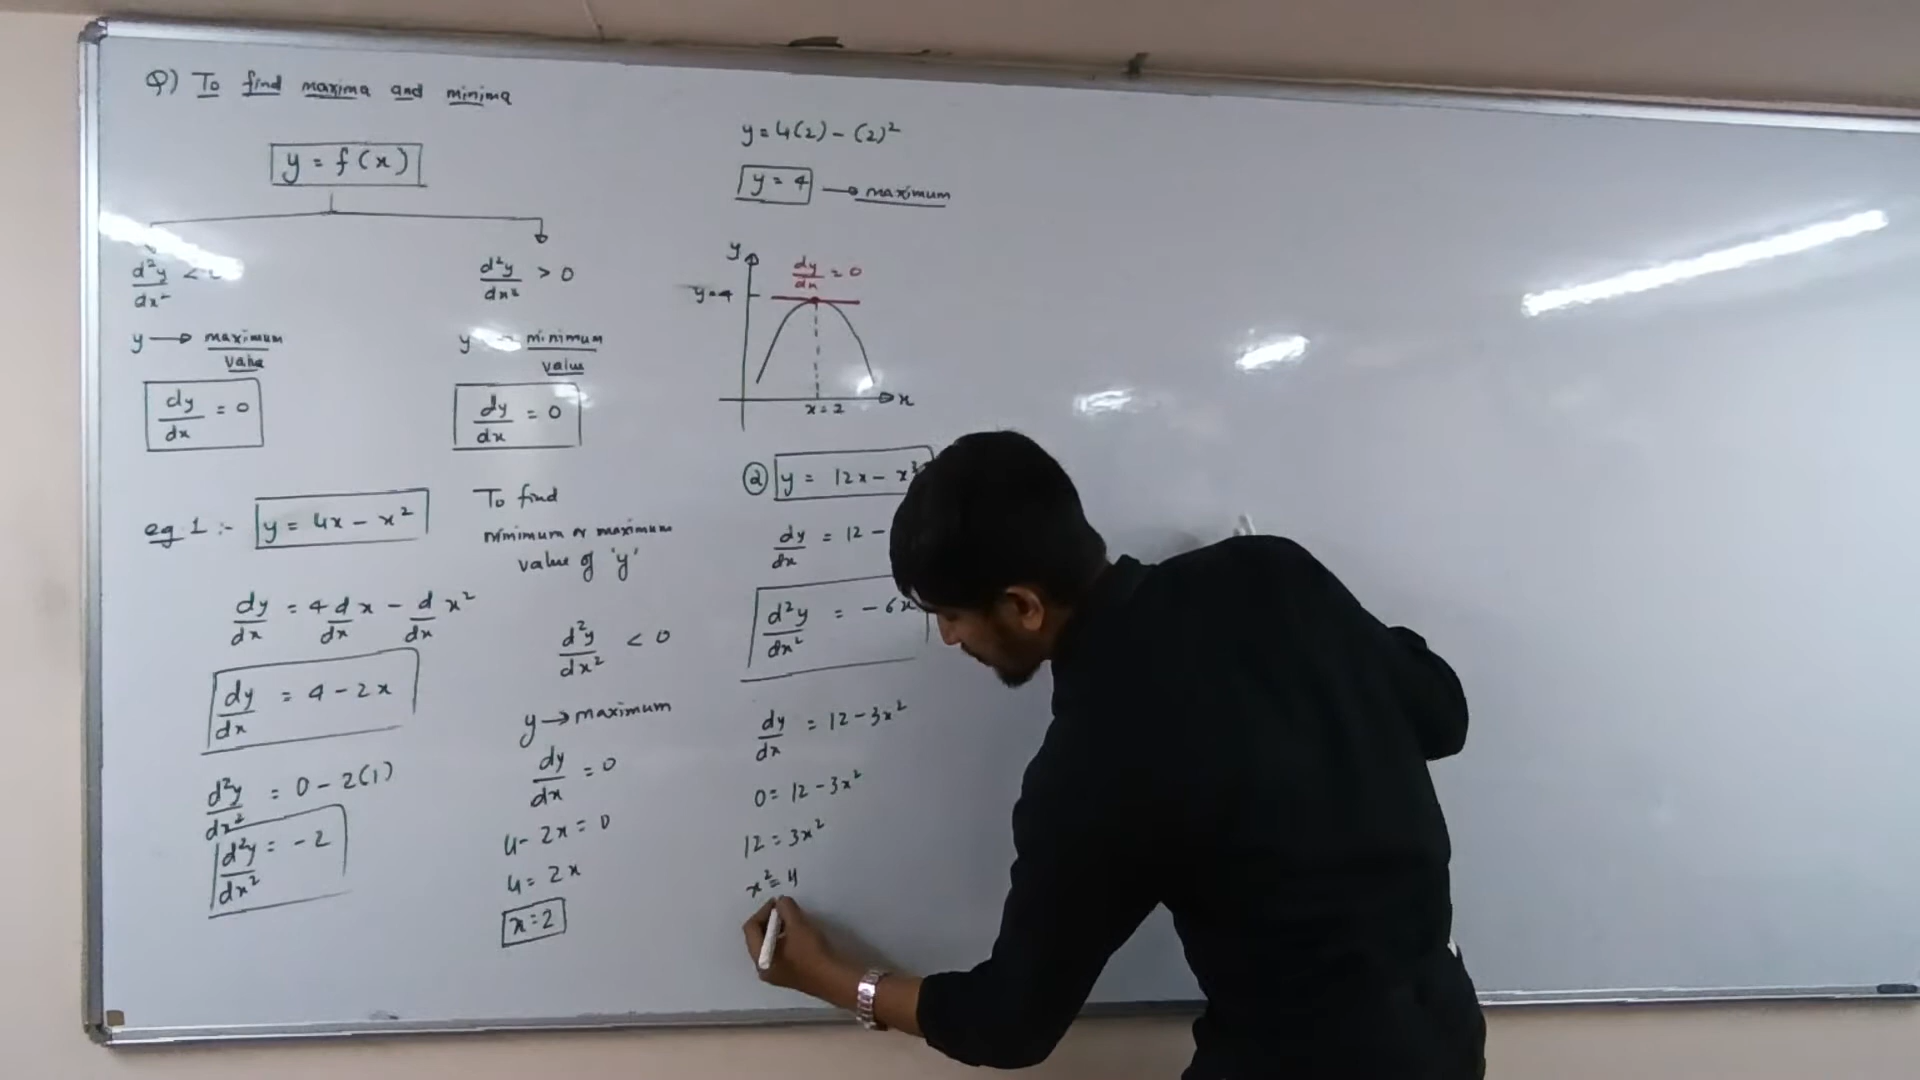 Q) To find maxima and minima
y = f(x)
d²y/dx² <
d²y/dx² > 0
y → maximum value
y minimum value
dy/dx = 0
dy/dx = 0
eg 1 :- y = 4x - x²
To find
minimum or maximum
value of 'y'
dy/dx = 4 d/dx x - d/dx x²
dy/dx = 4 - 2x
d²y/dx² = 0 - 2(1)
d²y/dx² = -2
d²y/dx² < 0
y → maximum
dy/dx = 0
4 - 2x = 0
4 = 2x
x = 2
y = 4(2) - (2)²
y = 4 → maximum
y
dy/dx = 0
y = 4
x = 2
x
② y = 12x - x³
dy/dx = 12 -
d²y/dx² = - 6x
dy/dx = 12 - 3x²
0 = 12 - 3x²
12 = 3x²
x² = 4